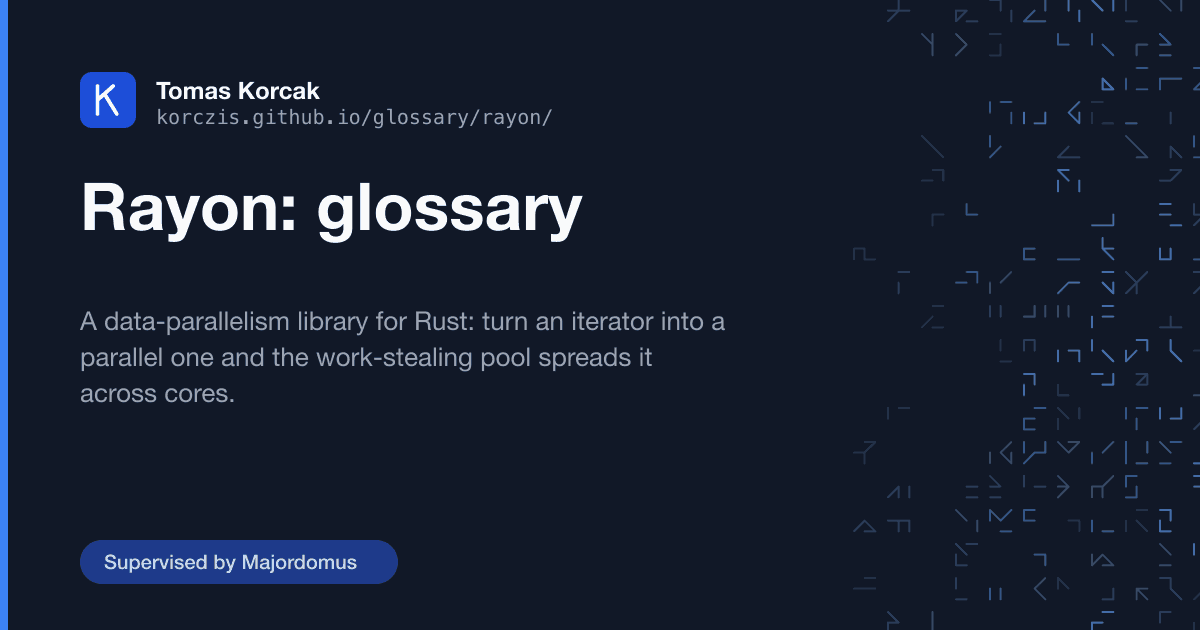 K
Tomas Korcak
korczis.github.io/glossary/rayon/
Rayon: glossary
A data-parallelism library for Rust: turn an iterator into a
parallel one and the work-stealing pool spreads it
across cores.
Supervised by Majordomus